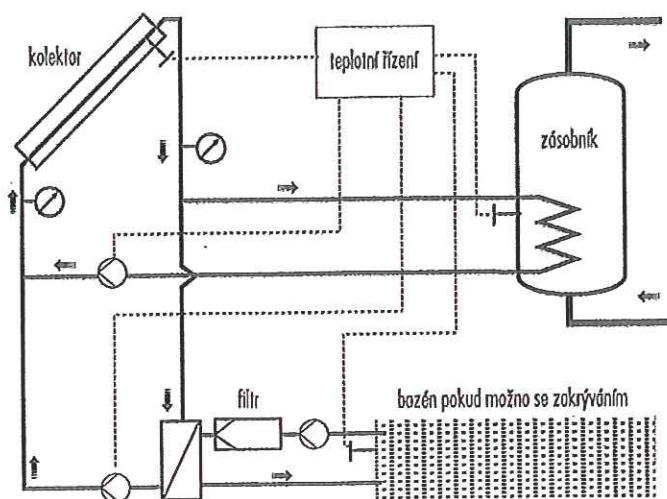 kolektor
teplotní řízení
zásobník
filtr
bazén pokud možno se zakrýváním